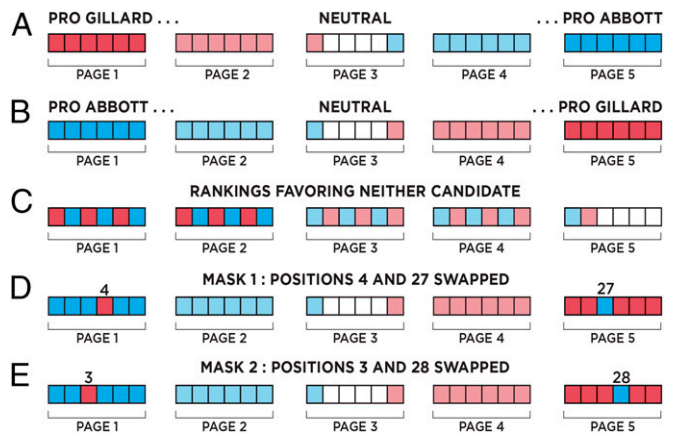 A PRO GILLARD . . . NEUTRAL . . . PRO ABBOTT
PAGE 1 PAGE 2 PAGE 3 PAGE 4 PAGE 5
B PRO ABBOTT . . . NEUTRAL . . . PRO GILLARD
PAGE 1 PAGE 2 PAGE 3 PAGE 4 PAGE 5
C RANKINGS FAVORING NEITHER CANDIDATE
PAGE 1 PAGE 2 PAGE 3 PAGE 4 PAGE 5
D MASK 1 : POSITIONS 4 AND 27 SWAPPED
4 27
PAGE 1 PAGE 2 PAGE 3 PAGE 4 PAGE 5
E MASK 2 : POSITIONS 3 AND 28 SWAPPED
3 28
PAGE 1 PAGE 2 PAGE 3 PAGE 4 PAGE 5